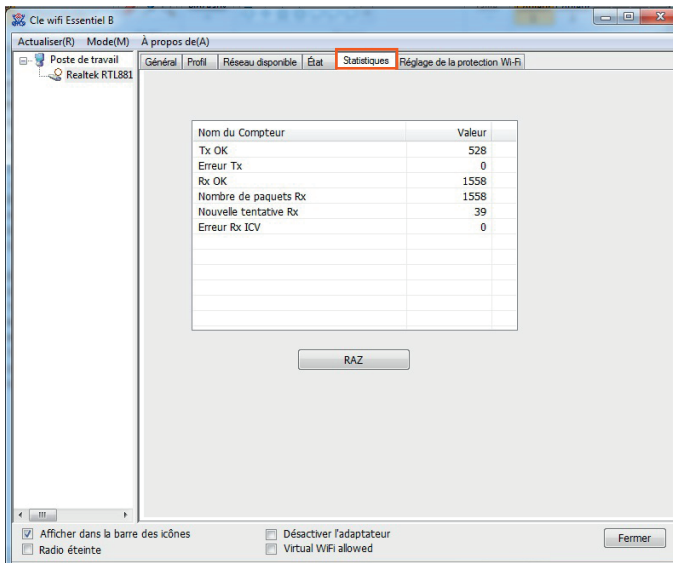 Cle wifi Essentiel B
Actualiser(R) Mode(M) À propos de(A)
Poste de travail
Realtek RTL881
Général Profil Réseau disponible État Statistiques Réglage de la protection Wi-Fi
Nom du Compteur Valeur
Tx OK 528
Erreur Tx 0
Rx OK 1558
Nombre de paquets Rx 1558
Nouvelle tentative Rx 39
Erreur Rx ICV 0
RAZ
Afficher dans la barre des icônes
Désactiver l'adaptateur
Radio éteinte
Virtual WiFi allowed
Fermer